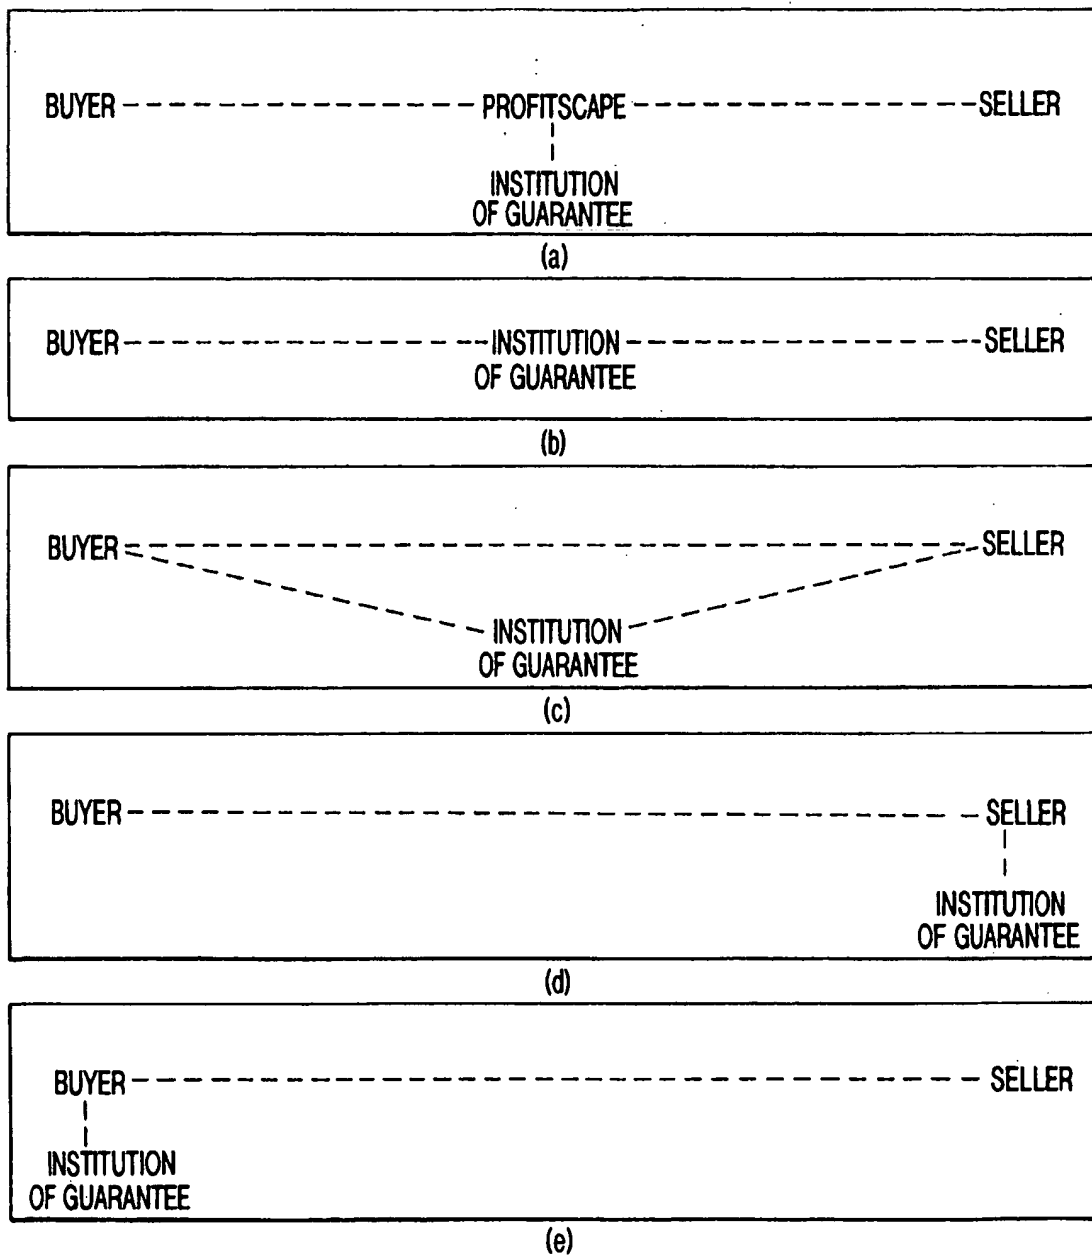 BUYER PROFITSCAPE SELLER
INSTITUTION
OF GUARANTEE
(a)
BUYER INSTITUTION SELLER
OF GUARANTEE
(b)
BUYER SELLER
INSTITUTION
OF GUARANTEE
(c)
BUYER SELLER
INSTITUTION
OF GUARANTEE
(d)
BUYER SELLER
INSTITUTION
OF GUARANTEE
(e)